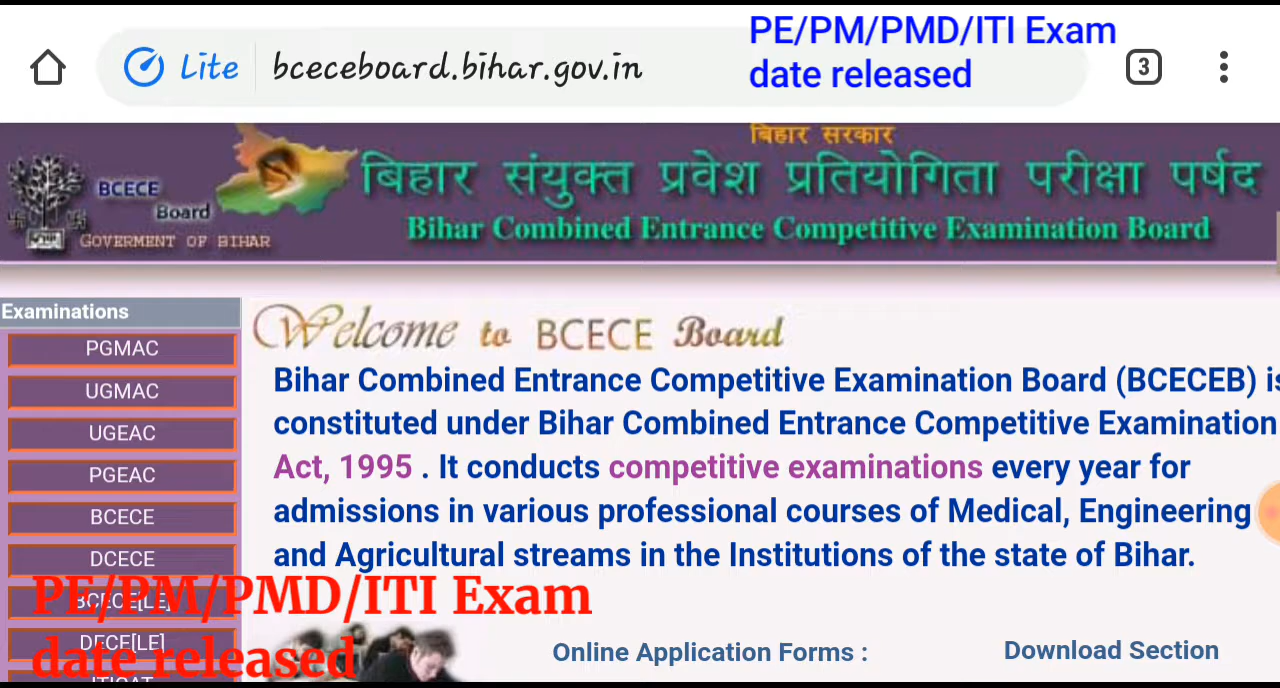 PE/PM/PMD/ITI Exam
date released
Lite
bceceboard.bihar.gov.in
3
बिहार सरकार
बिहार संयुक्त प्रवेश प्रतियोगिता परीक्षा पर्षद
Bihar Combined Entrance Competitive Examination Board
BCECE
Board
GOVERMENT OF BIHAR
Examinations
PGMAC
UGMAC
UGEAC
PGEAC
BCECE
DCECE
BCECE[LE]
DECE[LE]
ITICAT
Welcome to BCECE Board
Bihar Combined Entrance Competitive Examination Board (BCECEB) is
constituted under Bihar Combined Entrance Competitive Examination
Act, 1995 . It conducts competitive examinations every year for
admissions in various professional courses of Medical, Engineering
and Agricultural streams in the Institutions of the state of Bihar.
PE/PM/PMD/ITI Exam
date released
Online Application Forms :
Download Section